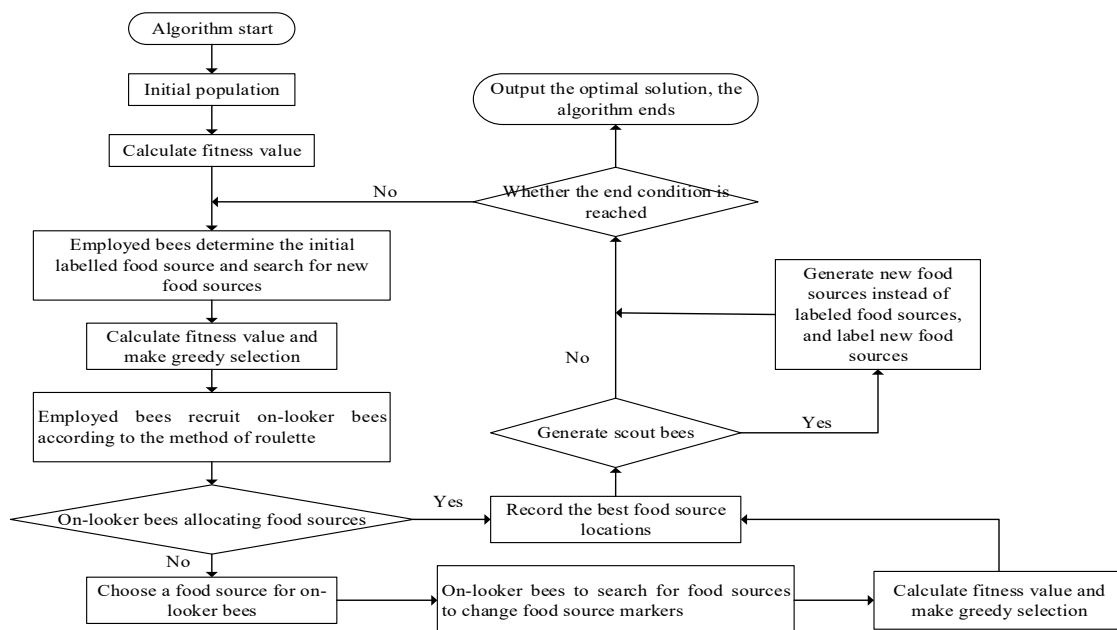 Algorithm start
Initial population
Calculate fitness value
Employed bees determine the initial
labelled food source and search for new
food sources
Calculate fitness value and
make greedy selection
Employed bees recruit on-looker bees
according to the method of roulette
On-looker bees allocating food sources
Yes
No
Choose a food source for on-
looker bees
On-looker bees to search for food sources
to change food source markers
Calculate fitness value and
make greedy selection
Record the best food source
locations
Generate scout bees
Yes
No
Generate new food
sources instead of
labeled food sources,
and label new food
sources
Whether the end condition is
reached
No
Output the optimal solution, the
algorithm ends